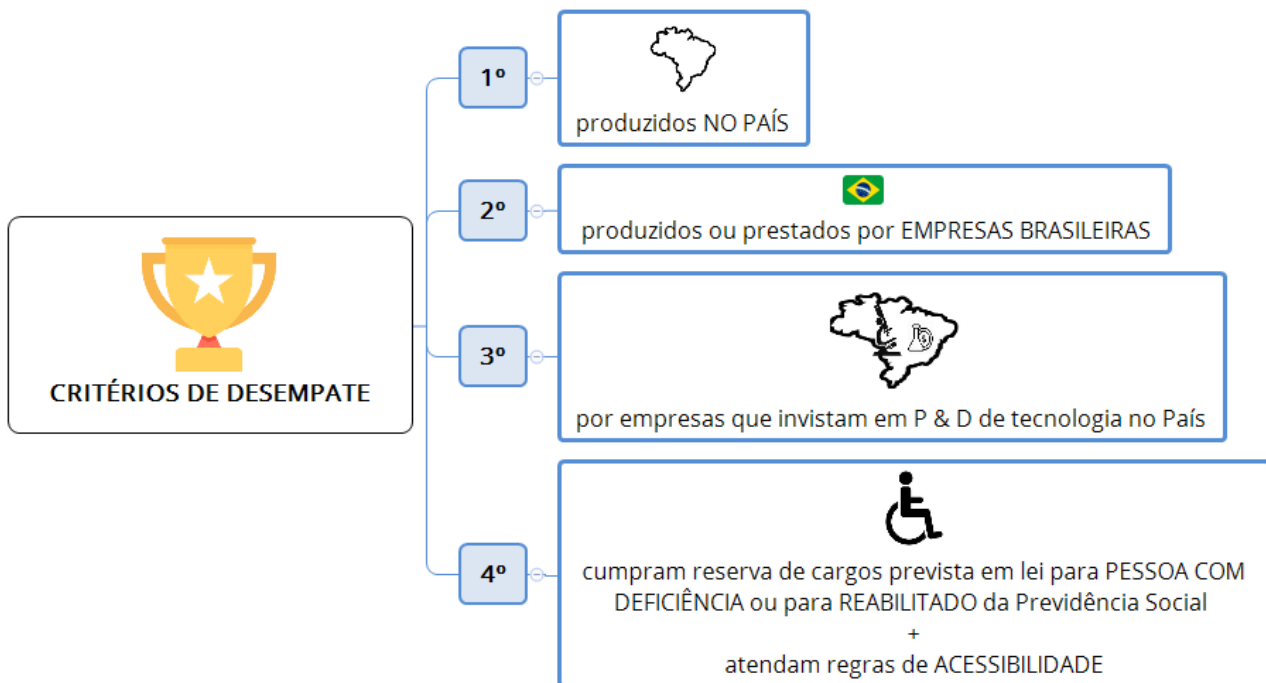 CRITÉRIOS DE DESEMPATE
1º
produzidos NO PAÍS
2º
produzidos ou prestados por EMPRESAS BRASILEIRAS
3º
por empresas que invistam em P & D de tecnologia no País
4º
cumpram reserva de cargos prevista em lei para PESSOA COM
DEFICIÊNCIA ou para REABILITADO da Previdência Social
+
atendam regras de ACESSIBILIDADE